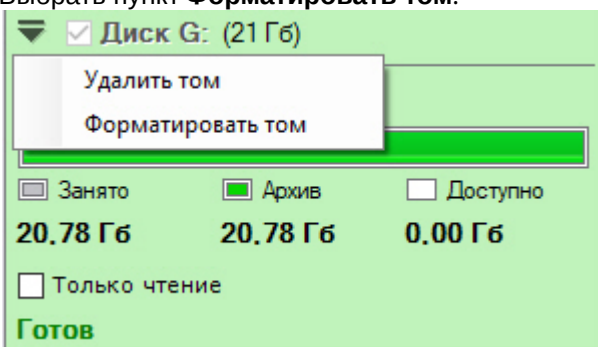 Выбрать пункт Форматировать том.
Диск G: (21 Гб)
Удалить том
Форматировать том
Занято Архив Доступно
20.78 Гб 20.78 Гб 0.00 Гб
Только чтение
Готов